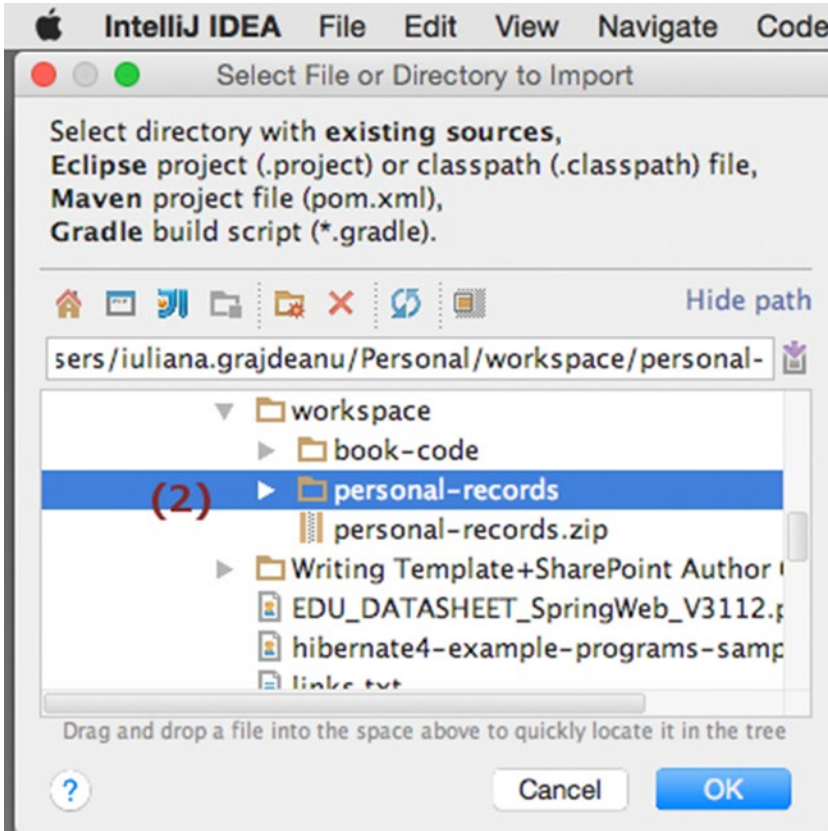 IntelliJ IDEA File Edit View Navigate Code
Select File or Directory to Import
Select directory with existing sources,
Eclipse project (.project) or classpath (.classpath) file,
Maven project file (pom.xml),
Gradle build script (*.gradle).
Hide path
sers/iuliana.grajdeanu/Personal/workspace/personal-
workspace
book-code
(2) personal-records
personal-records.zip
Writing Template+SharePoint Author
EDU_DATASHEET_SpringWeb_V3112.p
hibernate4-example-programs-samp
links.txt
Drag and drop a file into the space above to quickly locate it in the tree
? Cancel OK